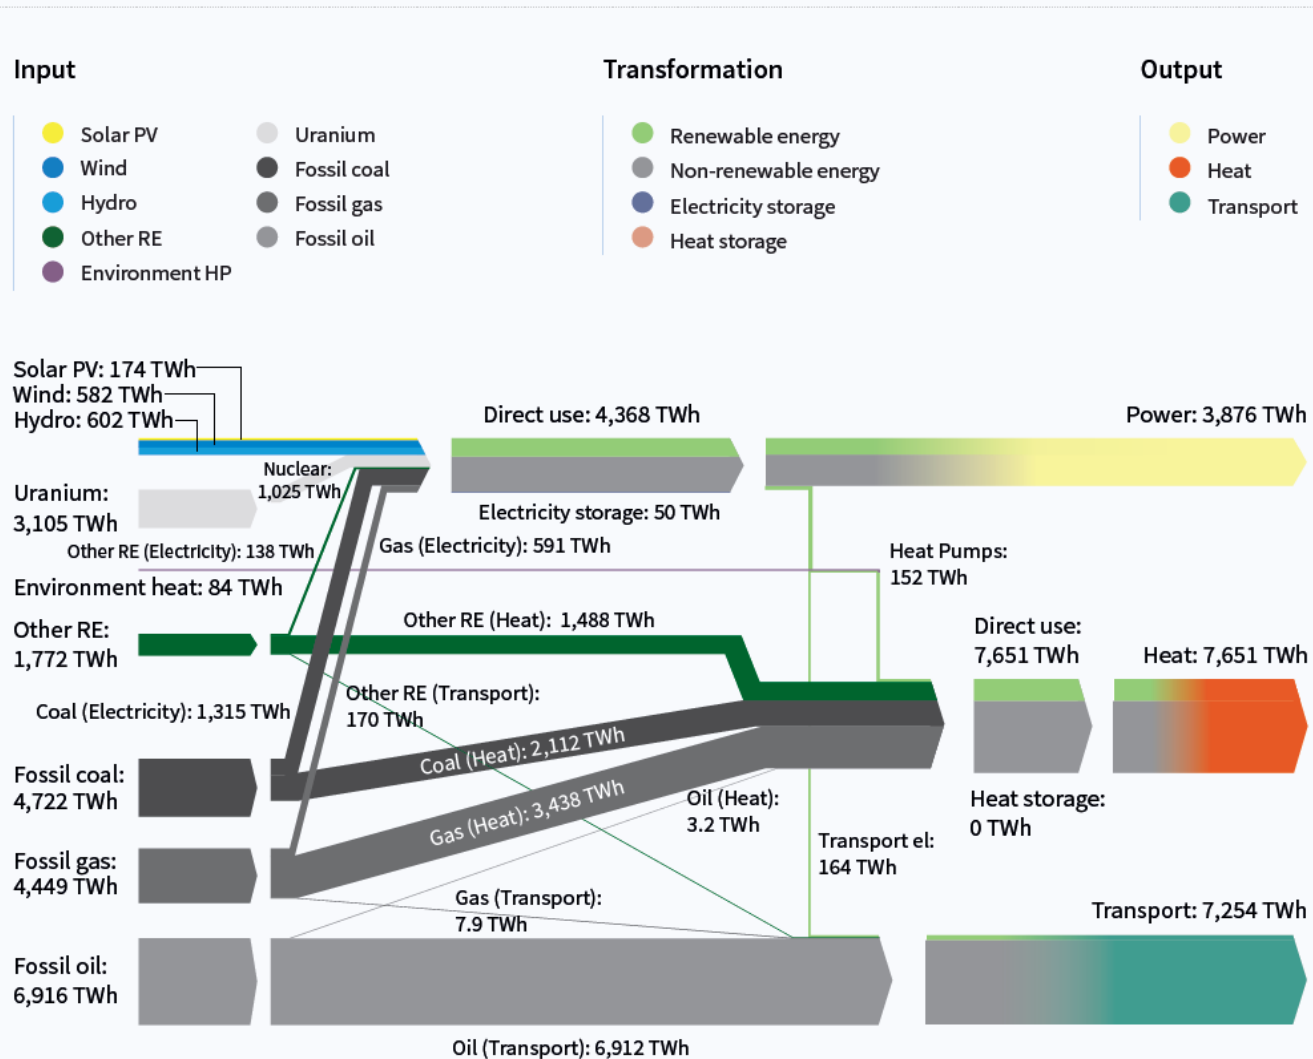 Input
Transformation
Output
Solar PV
Wind
Hydro
Other RE
Environment HP
Uranium
Fossil coal
Fossil gas
Fossil oil
Renewable energy
Non-renewable energy
Electricity storage
Heat storage
Power
Heat
Transport
Solar PV: 174 TWh
Wind: 582 TWh
Hydro: 602 TWh
Direct use: 4,368 TWh
Power: 3,876 TWh
Nuclear:
1,025 TWh
Uranium:
3,105 TWh
Electricity storage: 50 TWh
Other RE (Electricity): 138 TWh
Gas (Electricity): 591 TWh
Heat Pumps:
152 TWh
Environment heat: 84 TWh
Other RE:
1,772 TWh
Other RE (Heat): 1,488 TWh
Direct use:
7,651 TWh
Heat: 7,651 TWh
Other RE (Transport):
170 TWh
Coal (Electricity): 1,315 TWh
Coal (Heat): 2,112 TWh
Fossil coal:
4,722 TWh
Gas (Heat): 3,438 TWh
Oil (Heat):
3.2 TWh
Heat storage:
0 TWh
Transport el:
164 TWh
Fossil gas:
4,449 TWh
Gas (Transport):
7.9 TWh
Transport: 7,254 TWh
Fossil oil:
6,916 TWh
Oil (Transport): 6,912 TWh